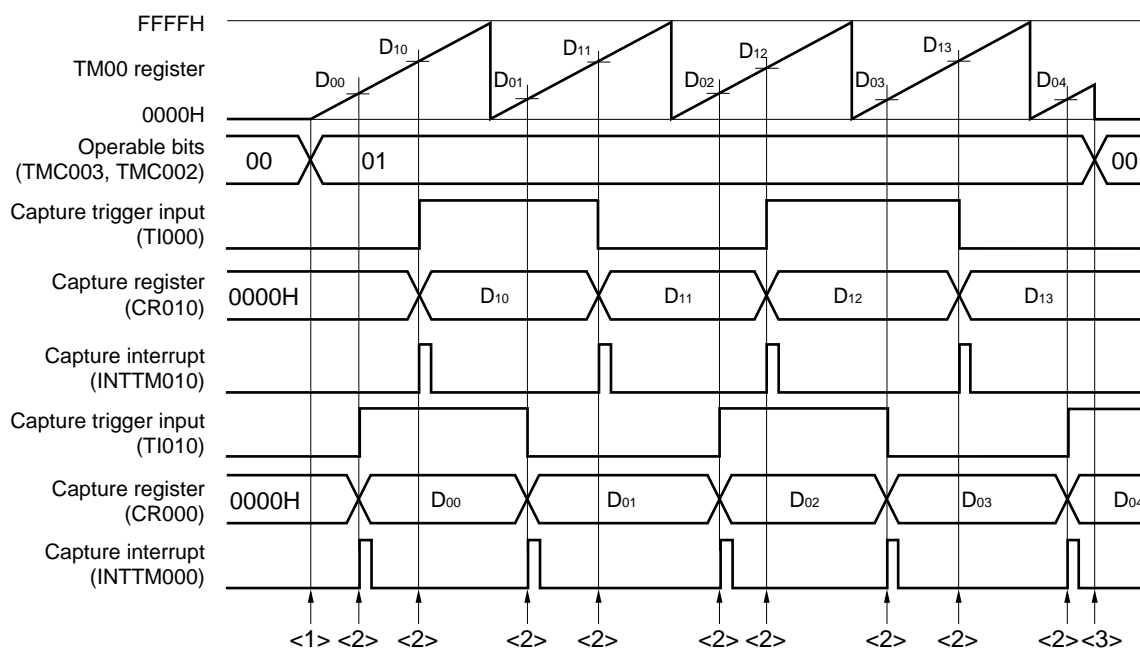 FFFFH
TM00 register
0000H
D00 D10 D01 D11 D02 D12 D03 D13 D04
Operable bits
(TMC003, TMC002)
00 01 00
Capture trigger input
(TI000)
Capture register
(CR010)
0000H D10 D11 D12 D13
Capture interrupt
(INTTM010)
Capture trigger input
(TI010)
Capture register
(CR000)
0000H D00 D01 D02 D03 D04
Capture interrupt
(INTTM000)
<1> <2> <2> <2> <2> <2> <2> <2> <2> <2> <3>